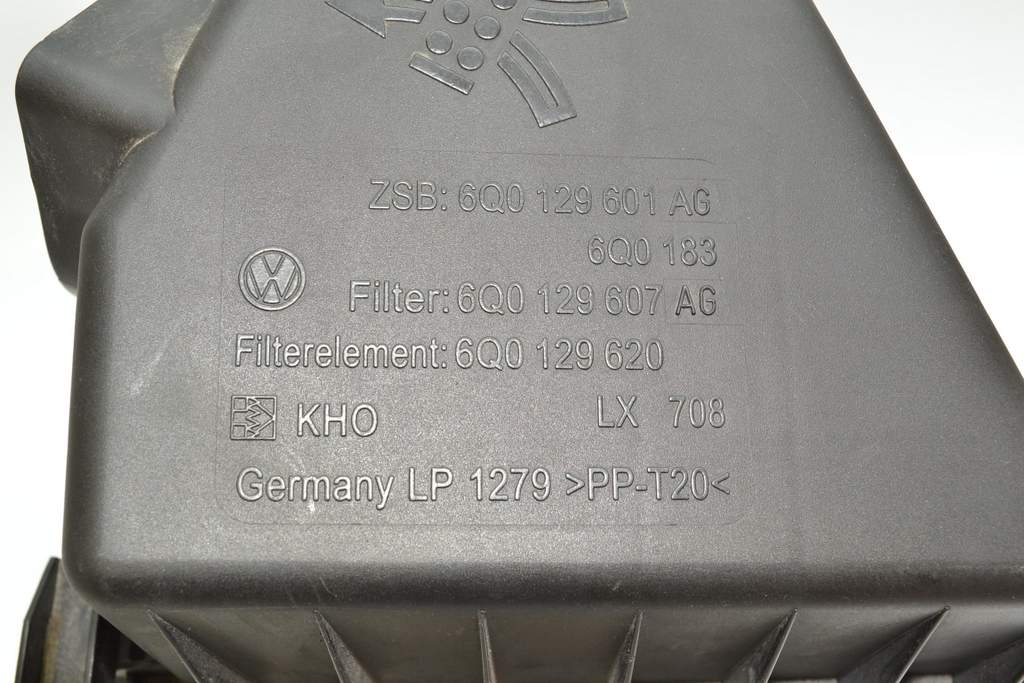 ZSB: 6Q0 129 601 AG
6Q0 183
Filter: 6Q0 129 607 AG
Filterelement: 6Q0 129 620
KHO LX 708
Germany LP 1279 >PP-T20<